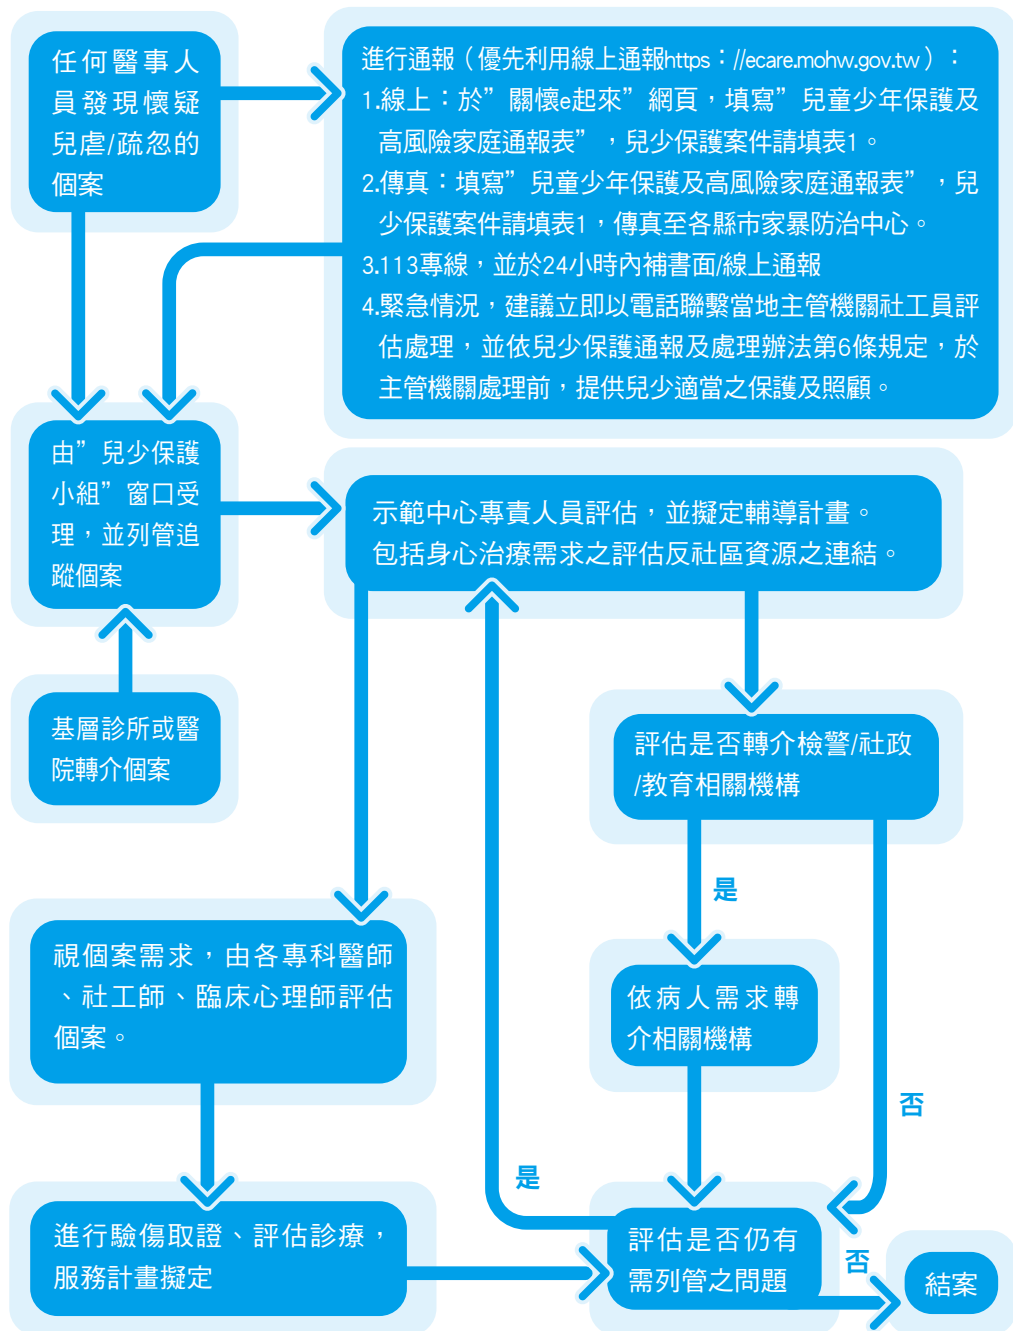 任何醫事人
員發現懷疑
兒虐/疏忽的
個案
進行通報（優先利用線上通報https：//ecare.mohw.gov.tw）：
1.線上：於”關懷e起來”網頁，填寫”兒童少年保護及
高風險家庭通報表”，兒少保護案件請填表1。
2.傳真：填寫”兒童少年保護及高風險家庭通報表”，兒
少保護案件請填表1，傳真至各縣市家暴防治中心。
3.113專線，並於24小時內補書面/線上通報
4.緊急情況，建議立即以電話聯繫當地主管機關社工員評
估處理，並依兒少保護通報及處理辦法第6條規定，於
主管機關處理前，提供兒少適當之保護及照顧。
由”兒少保護
小組”窗口受
理，並列管追
蹤個案
示範中心專責人員評估，並擬定輔導計畫。
包括身心治療需求之評估反社區資源之連結。
基層診所或醫
院轉介個案
評估是否轉介檢警/社政
/教育相關機構
是
視個案需求，由各專科醫師
、社工師、臨床心理師評估
個案。
依病人需求轉
介相關機構
否
是
進行驗傷取證、評估診療，
服務計畫擬定
評估是否仍有
需列管之問題
否
結案